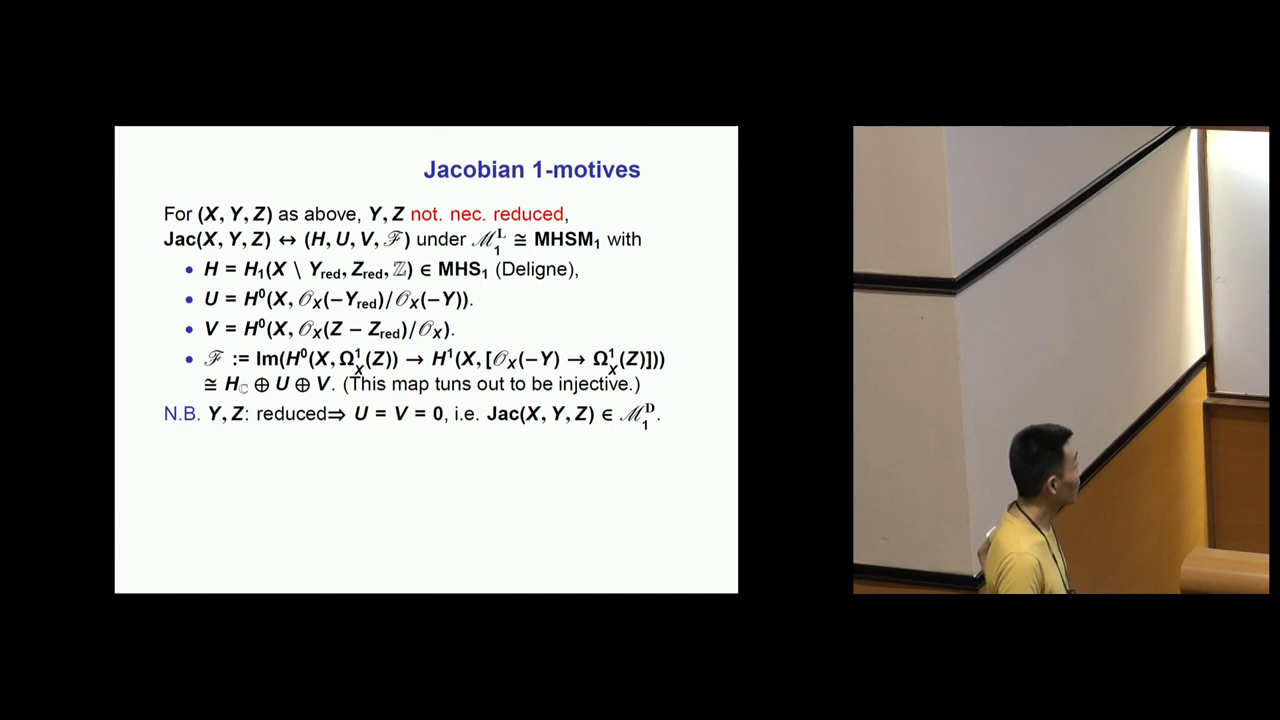 Jacobian 1-motives
For (X, Y, Z) as above, Y, Z not. nec. reduced,
Jac(X, Y, Z) ↔ (H, U, V, ℱ) under ℳ₁ᴸ ≅ MHSM₁ with
• H = H₁(X \ Y_red, Z_red, ℤ) ∈ MHS₁ (Deligne),
• U = H⁰(X, 𝒪_X(−Y_red)/𝒪_X(−Y)).
• V = H⁰(X, 𝒪_X(Z − Z_red)/𝒪_X).
• ℱ := Im(H⁰(X, Ω¹_X(Z)) → H¹(X, [𝒪_X(−Y) → Ω¹_X(Z)]))
≅ H_ℂ ⊕ U ⊕ V. (This map tuns out to be injective.)
N.B. Y, Z: reduced⇒ U = V = 0, i.e. Jac(X, Y, Z) ∈ ℳ₁ᴰ.